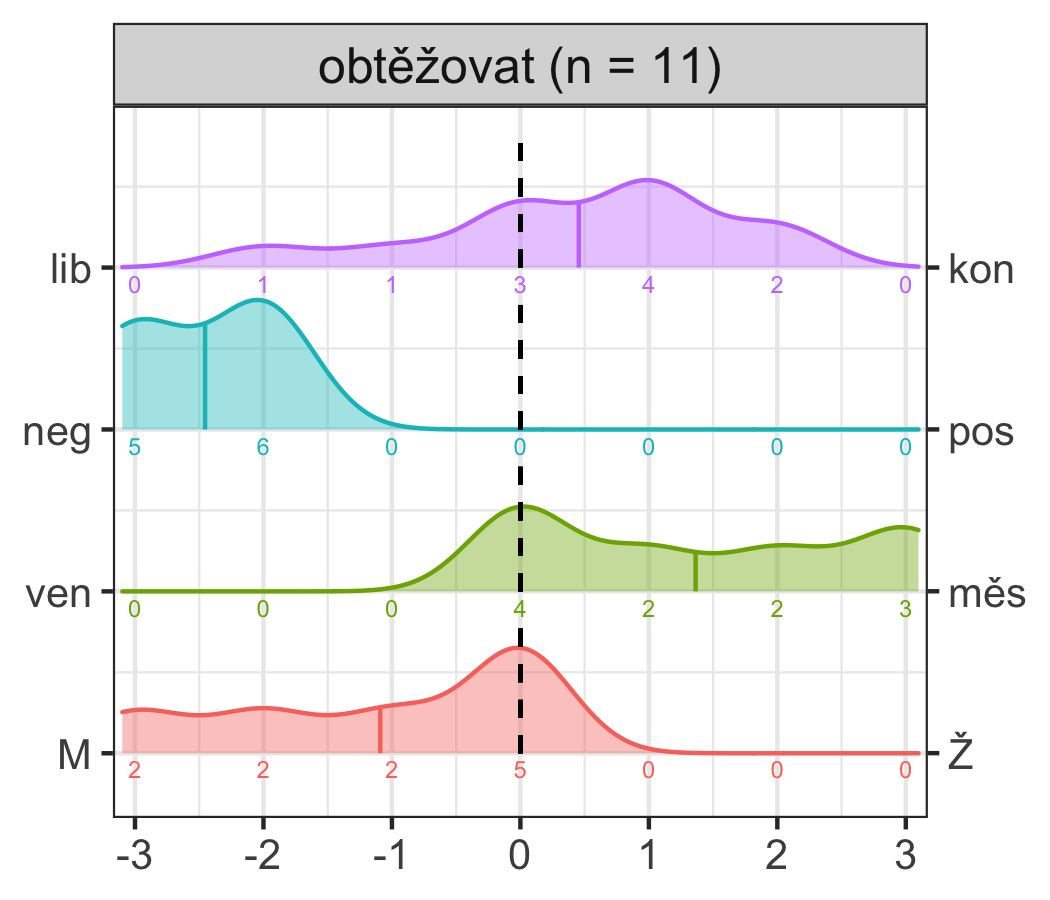 obtěžovat (n = 11)
lib kon
0 1 1 3 4 2 0
neg pos
5 6 0 0 0 0 0
ven měs
0 0 0 4 2 2 3
M Ž
2 2 2 5 0 0 0
-3 -2 -1 0 1 2 3